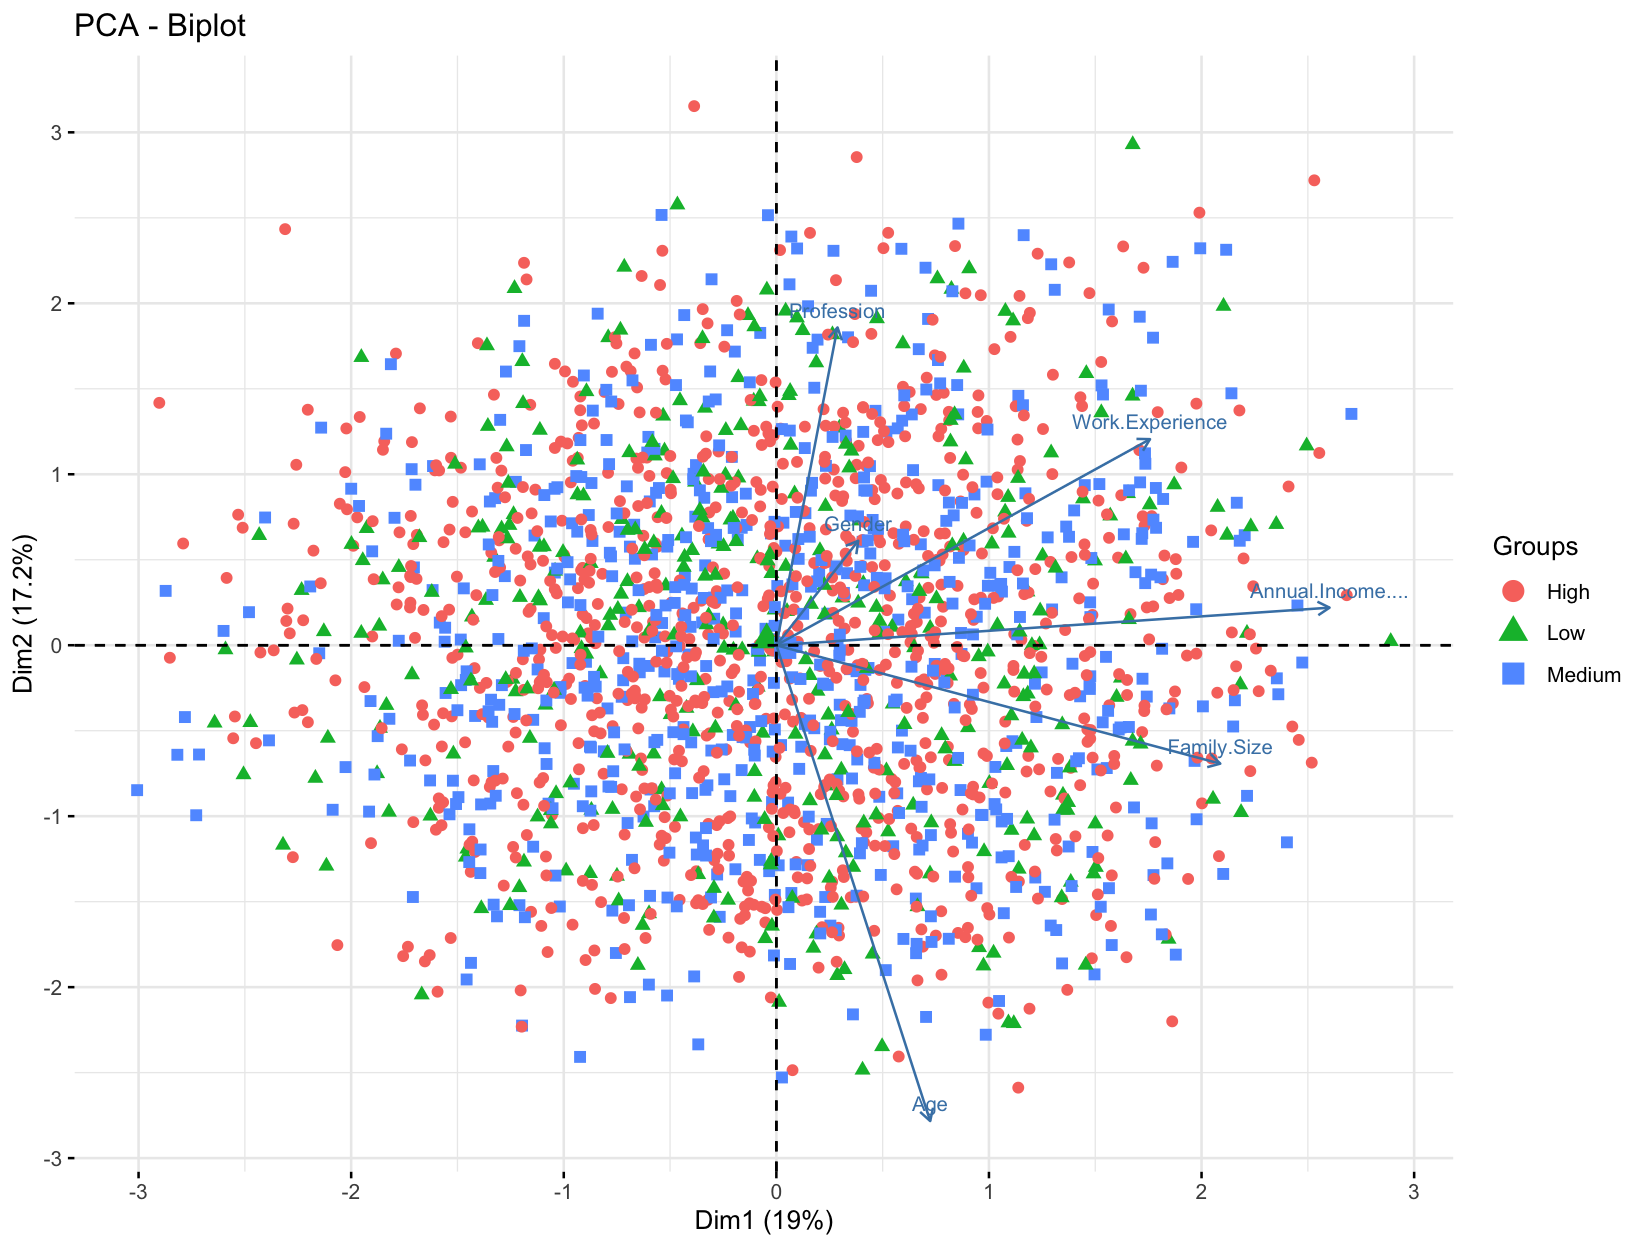 PCA - Biplot
3
2
1
0
-1
-2
-3
Dim2 (17.2%)
Profession
Work.Experience
Gender
Annual.Income....
Family.Size
Age
-3
-2
-1
0
1
2
3
Dim1 (19%)
Groups
High
Low
Medium